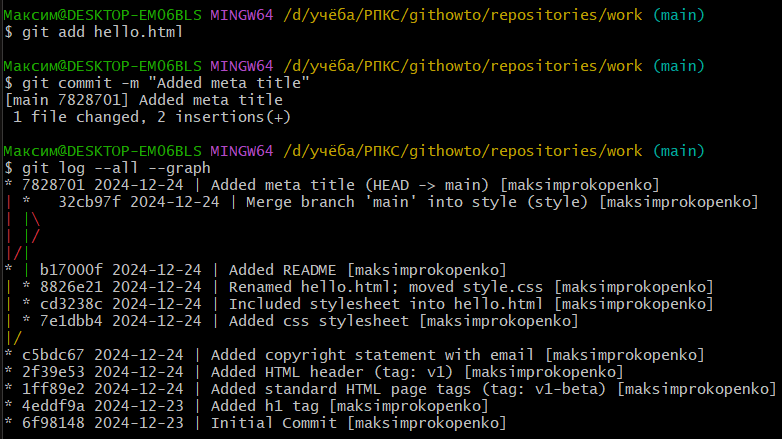 Максим@DESKTOP-EM06BLS MINGW64 /d/учёба/РПКС/githowto/repositories/work (main)
$ git add hello.html

Максим@DESKTOP-EM06BLS MINGW64 /d/учёба/РПКС/githowto/repositories/work (main)
$ git commit -m "Added meta title"
[main 7828701] Added meta title
 1 file changed, 2 insertions(+)

Максим@DESKTOP-EM06BLS MINGW64 /d/учёба/РПКС/githowto/repositories/work (main)
$ git log --all --graph
* 7828701 2024-12-24 | Added meta title (HEAD -> main) [maksimprokopenko]
| *   32cb97f 2024-12-24 | Merge branch 'main' into style (style) [maksimprokopenko]
| |\
| |/
|/|
* | b17000f 2024-12-24 | Added README [maksimprokopenko]
| * 8826e21 2024-12-24 | Renamed hello.html; moved style.css [maksimprokopenko]
| * cd3238c 2024-12-24 | Included stylesheet into hello.html [maksimprokopenko]
| * 7e1dbb4 2024-12-24 | Added css stylesheet [maksimprokopenko]
|/
* c5bdc67 2024-12-24 | Added copyright statement with email [maksimprokopenko]
* 2f39e53 2024-12-24 | Added HTML header (tag: v1) [maksimprokopenko]
* 1ff89e2 2024-12-24 | Added standard HTML page tags (tag: v1-beta) [maksimprokopenko]
* 4eddf9a 2024-12-23 | Added h1 tag [maksimprokopenko]
* 6f98148 2024-12-23 | Initial Commit [maksimprokopenko]